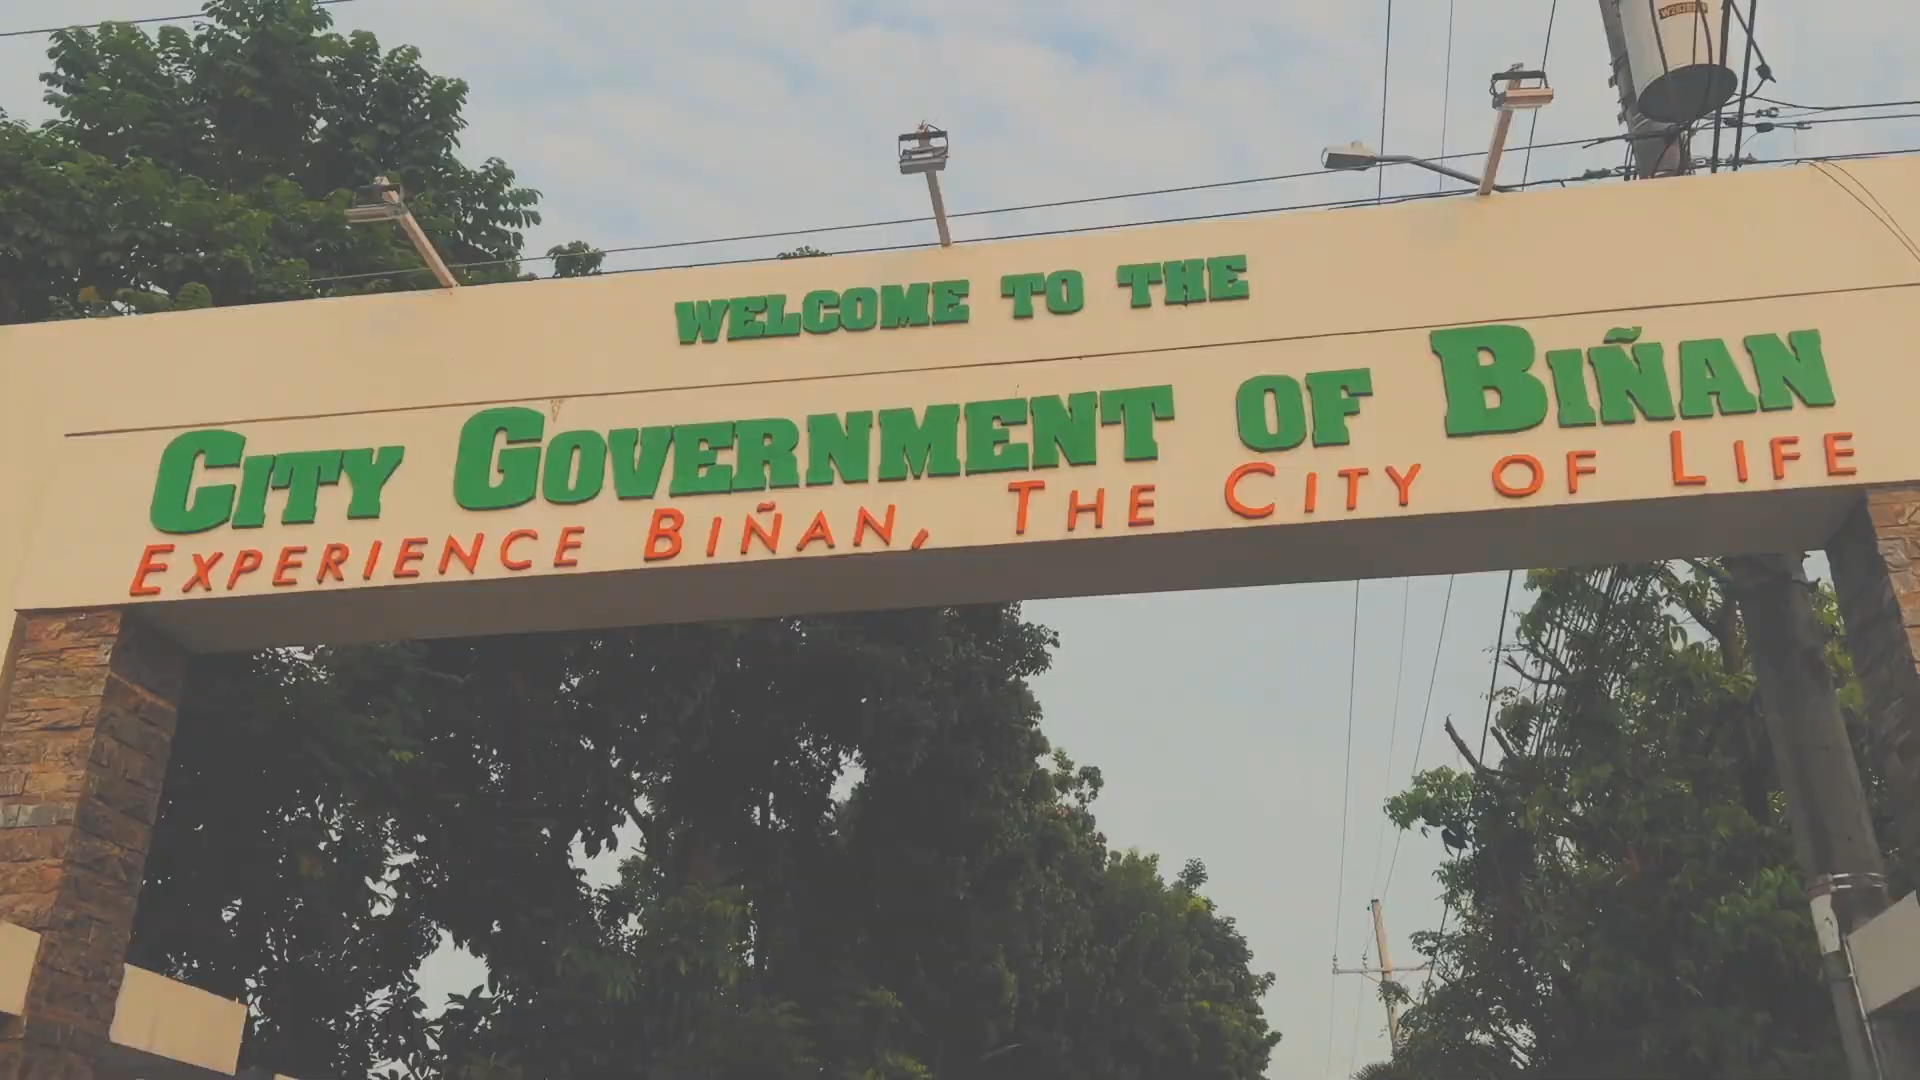 WELCOME TO THE
CITY GOVERNMENT OF BIÑAN
EXPERIENCE BIÑAN, THE CITY OF LIFE